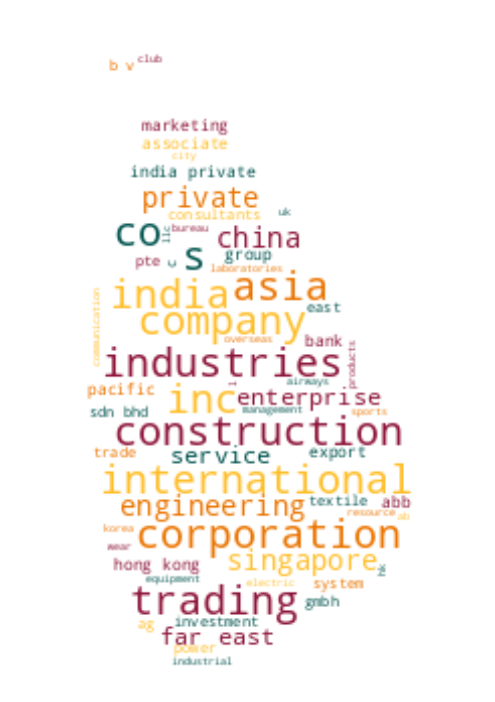 club
b v
marketing
associate
city
india private
private
consultants uk
co llc bureau china
s group
pte
laboratories
india asia
communication
east
company
overseas bank
industries products
airways
pacific
inc enterprise
sdn bhd management sports
construction
trade service export
international
engineering textile abb
resource ab
korea corporation
wear
hong kong singapore
equipment electric system
trading gmbh
ag investment
far east
power
industrial